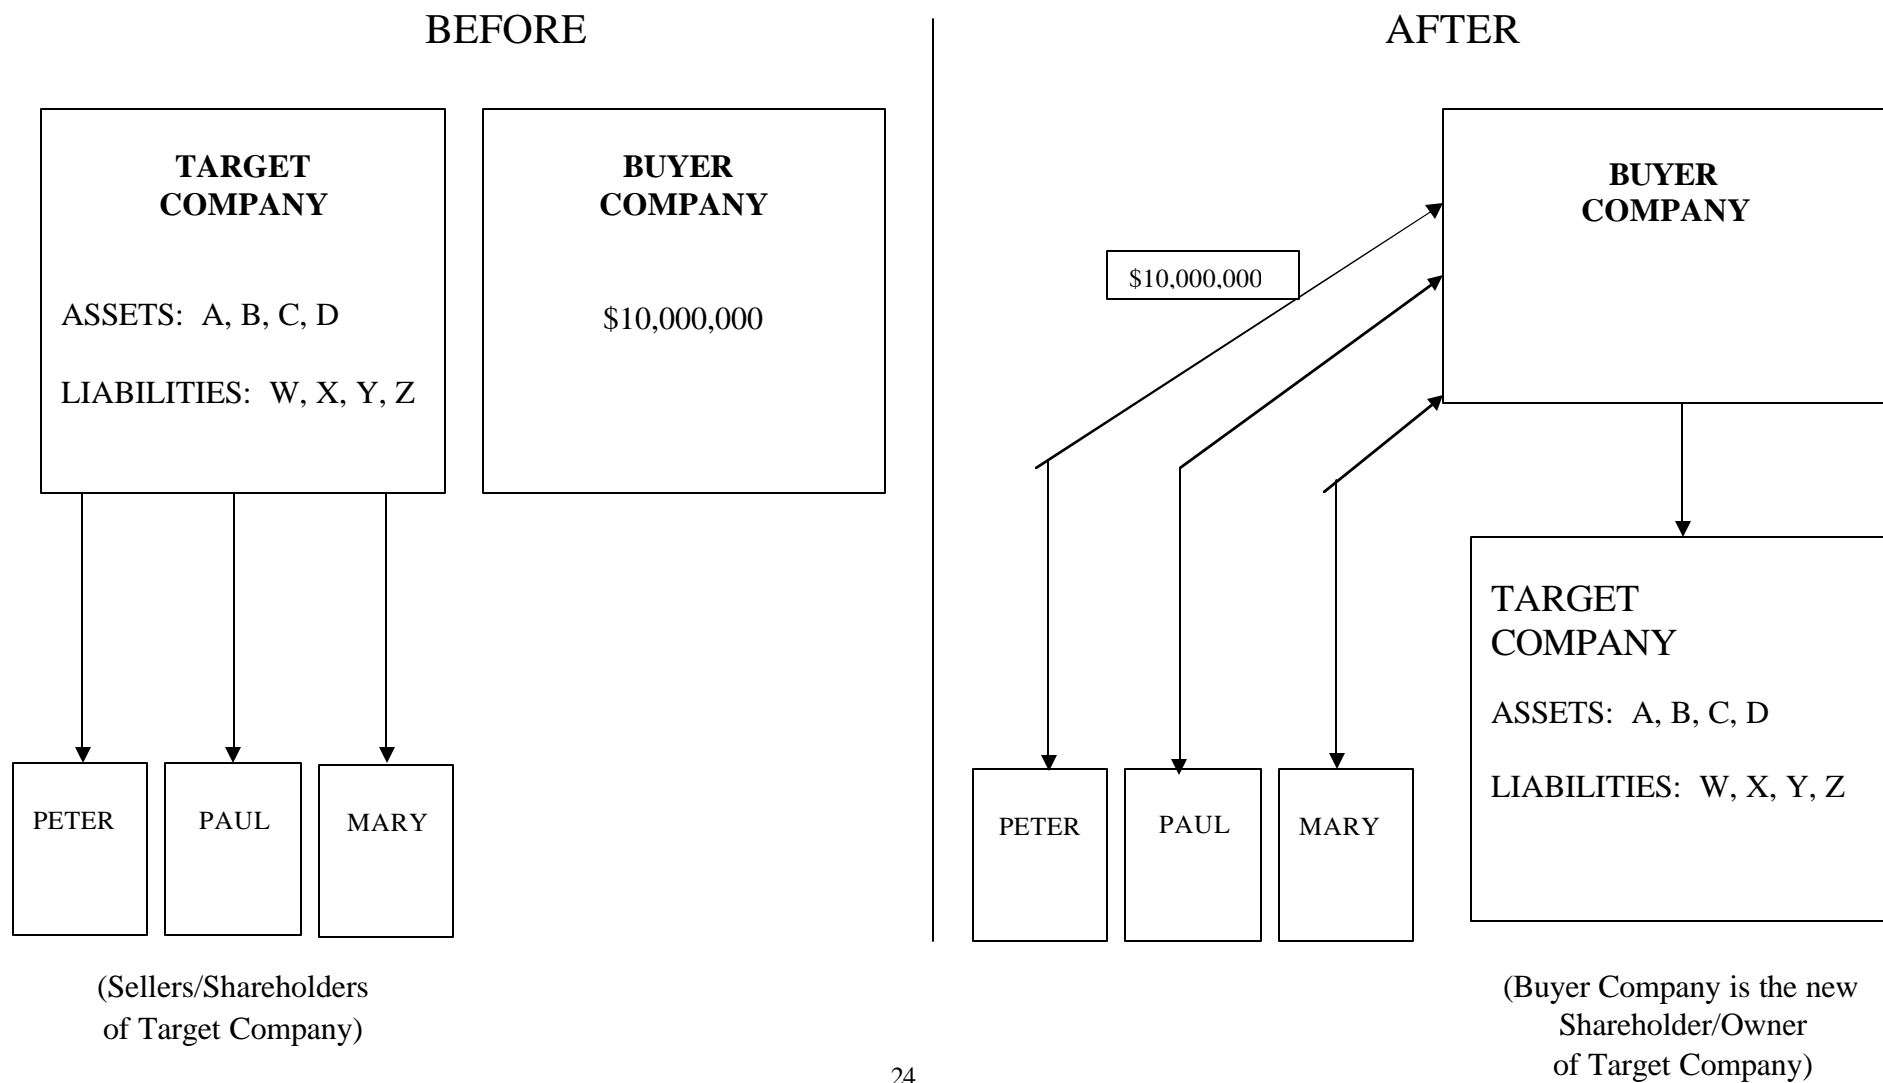 BEFORE
TARGET
COMPANY
ASSETS: A, B, C, D
LIABILITIES: W, X, Y, Z
BUYER
COMPANY
$10,000,000
PETER
PAUL
MARY
(Sellers/Shareholders
of Target Company)
AFTER
BUYER
COMPANY
$10,000,000
TARGET
COMPANY
ASSETS: A, B, C, D
LIABILITIES: W, X, Y, Z
PETER
PAUL
MARY
(Buyer Company is the new
Shareholder/Owner
of Target Company)
24